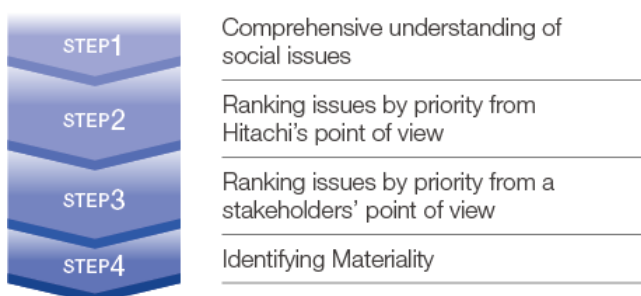 STEP1
Comprehensive understanding of
social issues
STEP2
Ranking issues by priority from
Hitachi's point of view
STEP3
Ranking issues by priority from a
stakeholders' point of view
STEP4
Identifying Materiality